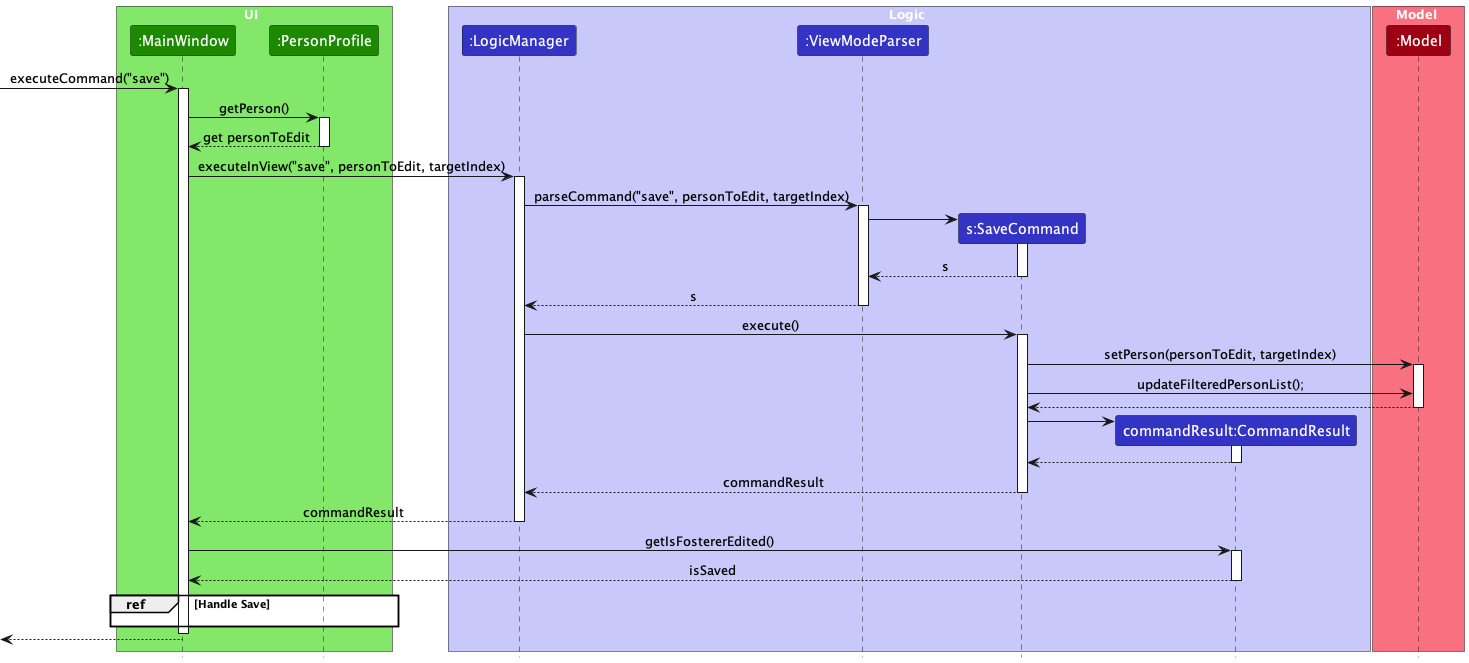 UI
Logic
Model
:MainWindow
:PersonProfile
:LogicManager
:ViewModeParser
:Model
executeCommand("save")
getPerson()
get personToEdit
executeInView("save", personToEdit, targetIndex)
parseCommand("save", personToEdit, targetIndex)
s:SaveCommand
s
s
execute()
setPerson(personToEdit, targetIndex)
updateFilteredPersonList();
commandResult:CommandResult
commandResult
commandResult
getIsFostererEdited()
isSaved
ref [Handle Save]